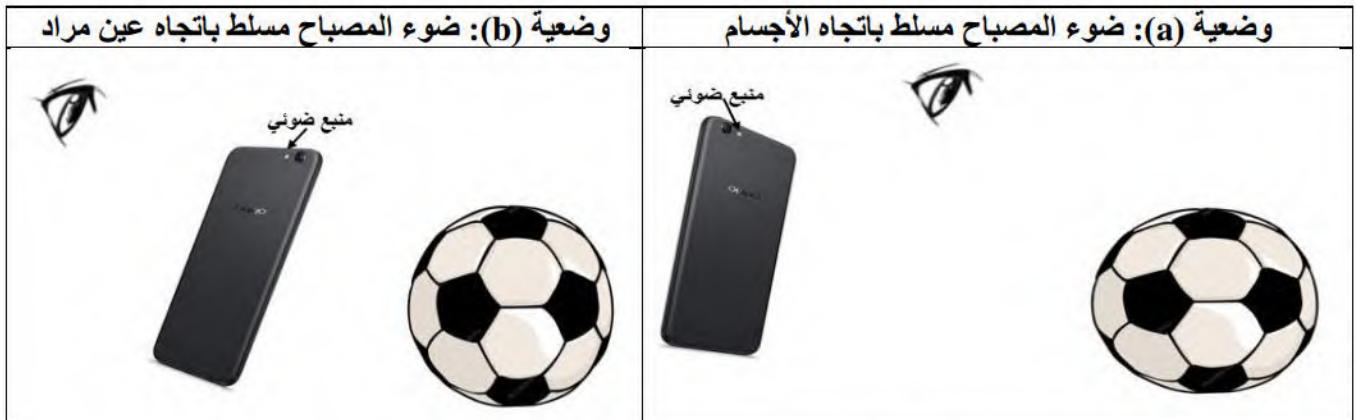 وضعية (a): ضوء المصباح مسلط باتجاه الأجسام
وضعية (b): ضوء المصباح مسلط باتجاه عين مراد
منبع ضوئي
منبع ضوئي